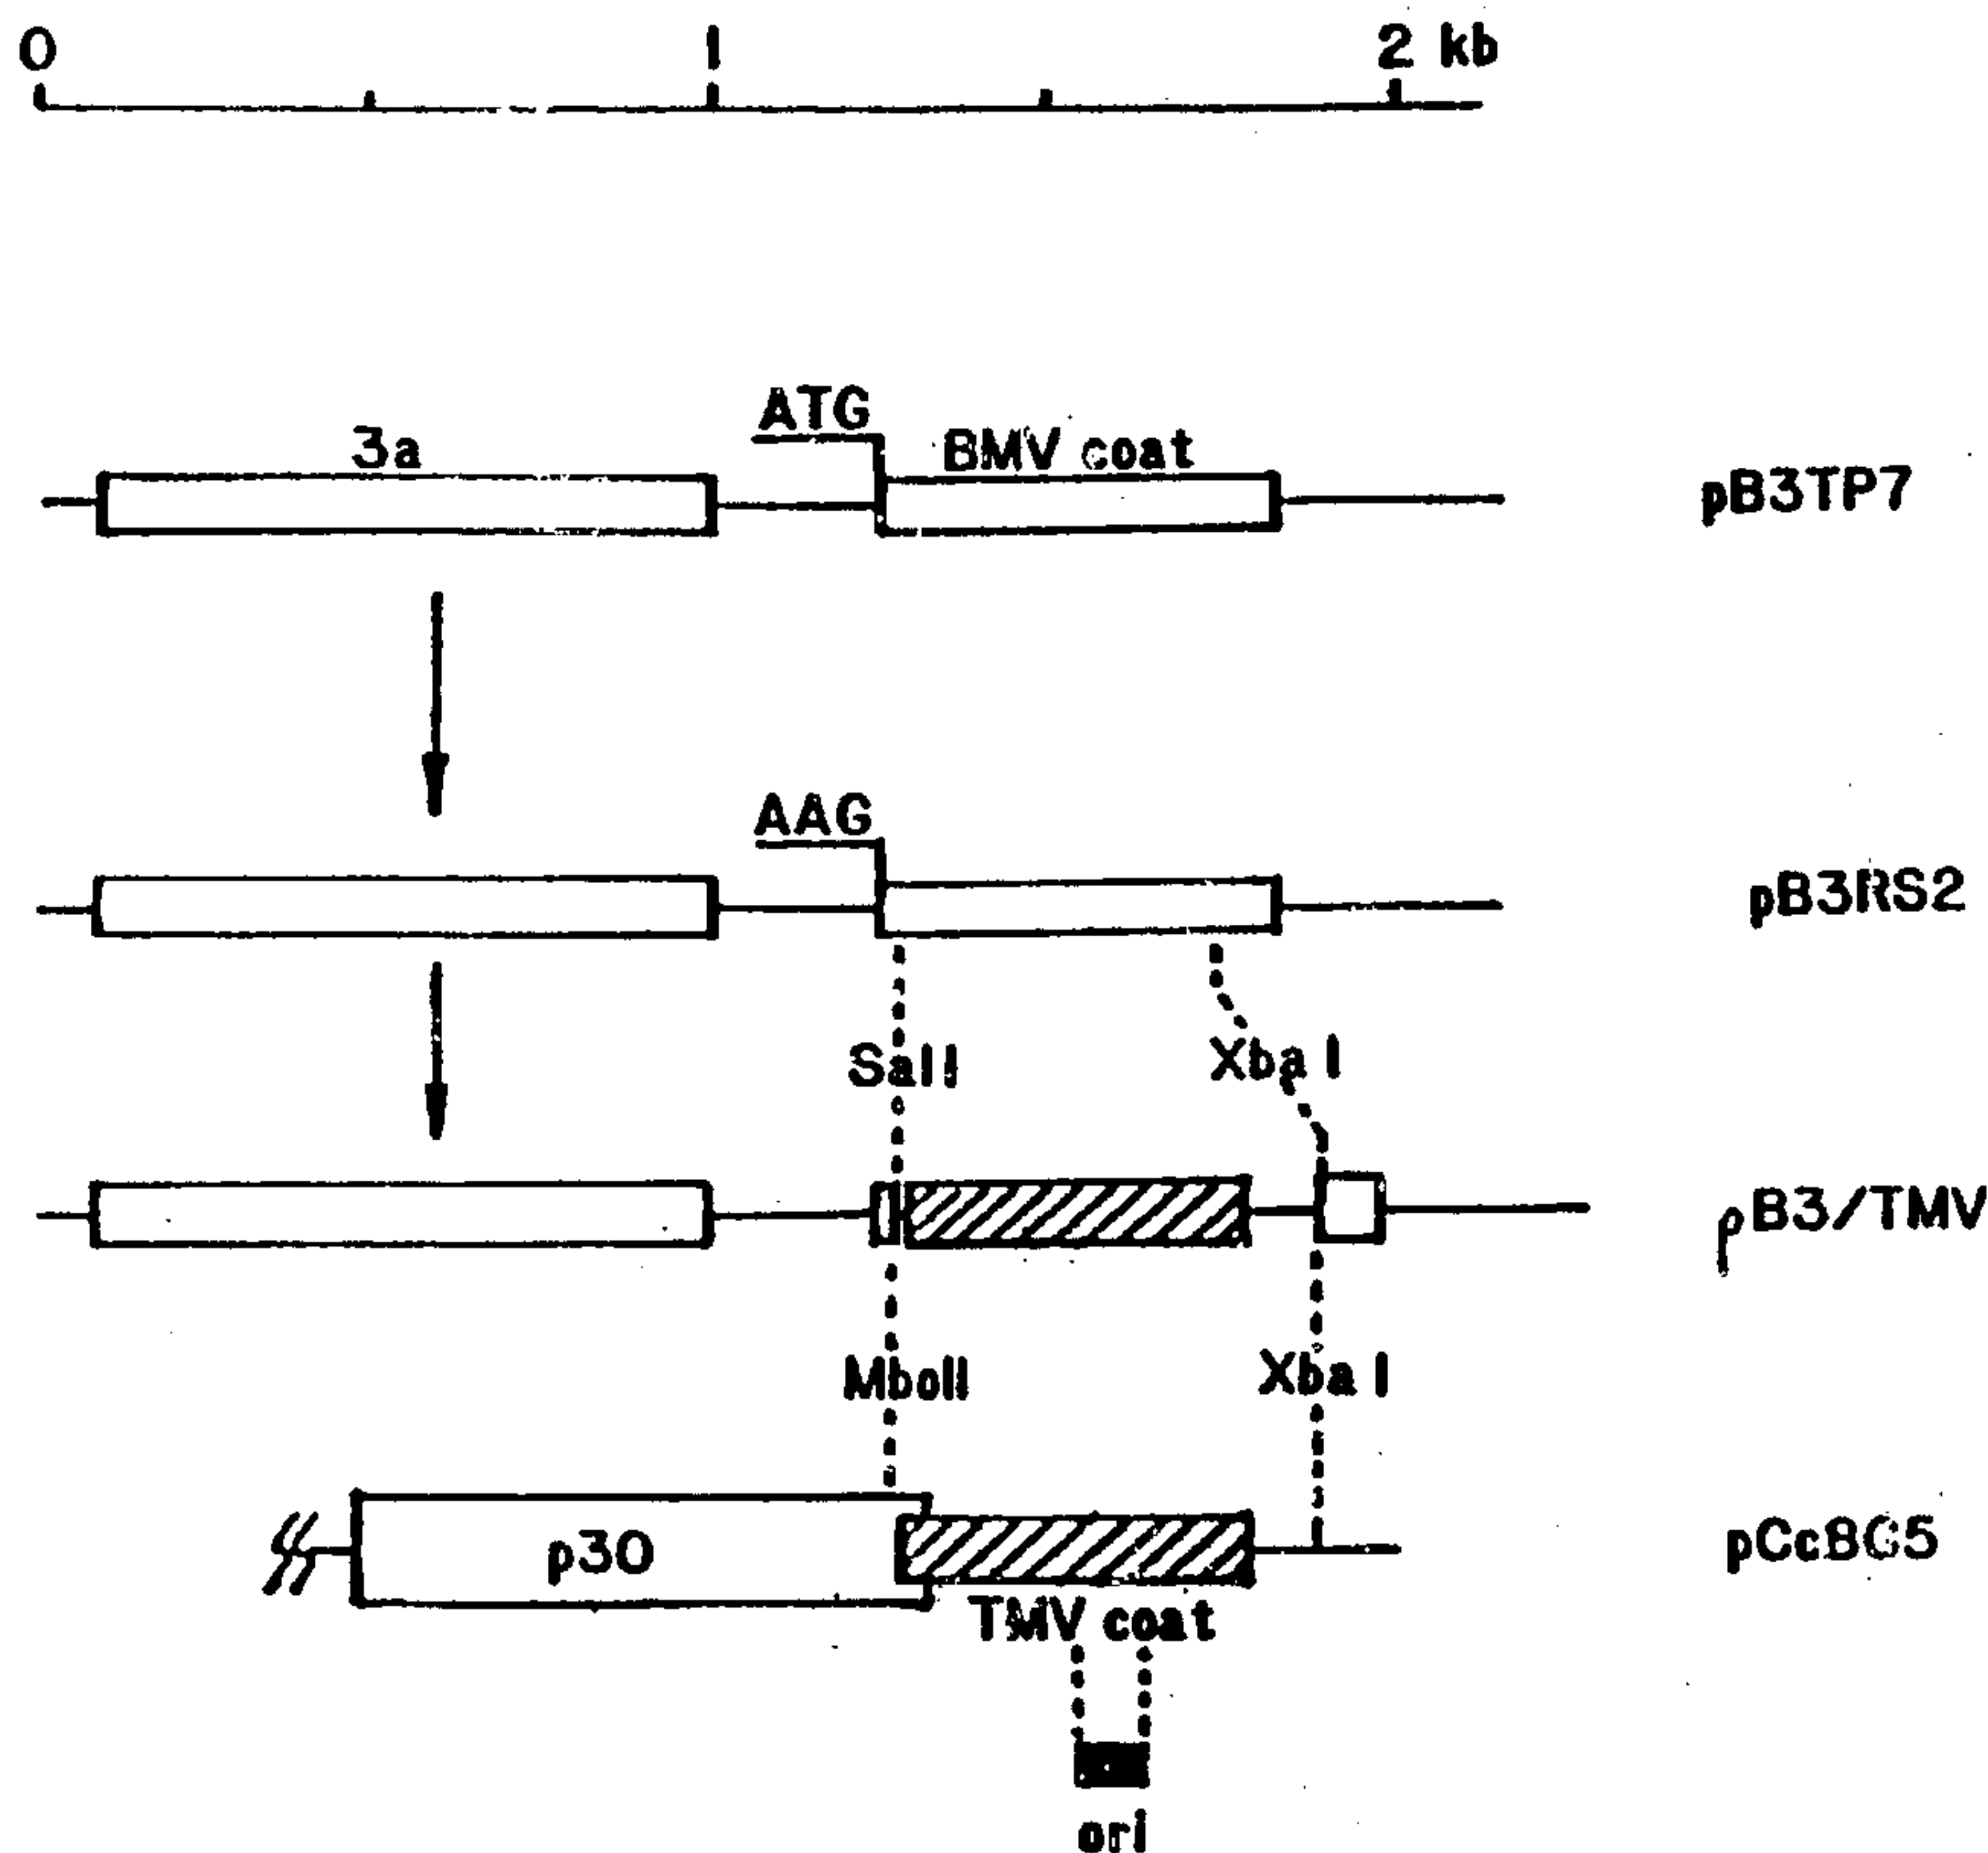 0 1 2 kb
ATG
3a BMV coat pB3TP7
AAG
pB3RS2
SalI Xba I
pB3/TMV
MboII Xba I
p30 pCc8G5
TMV coat
ori